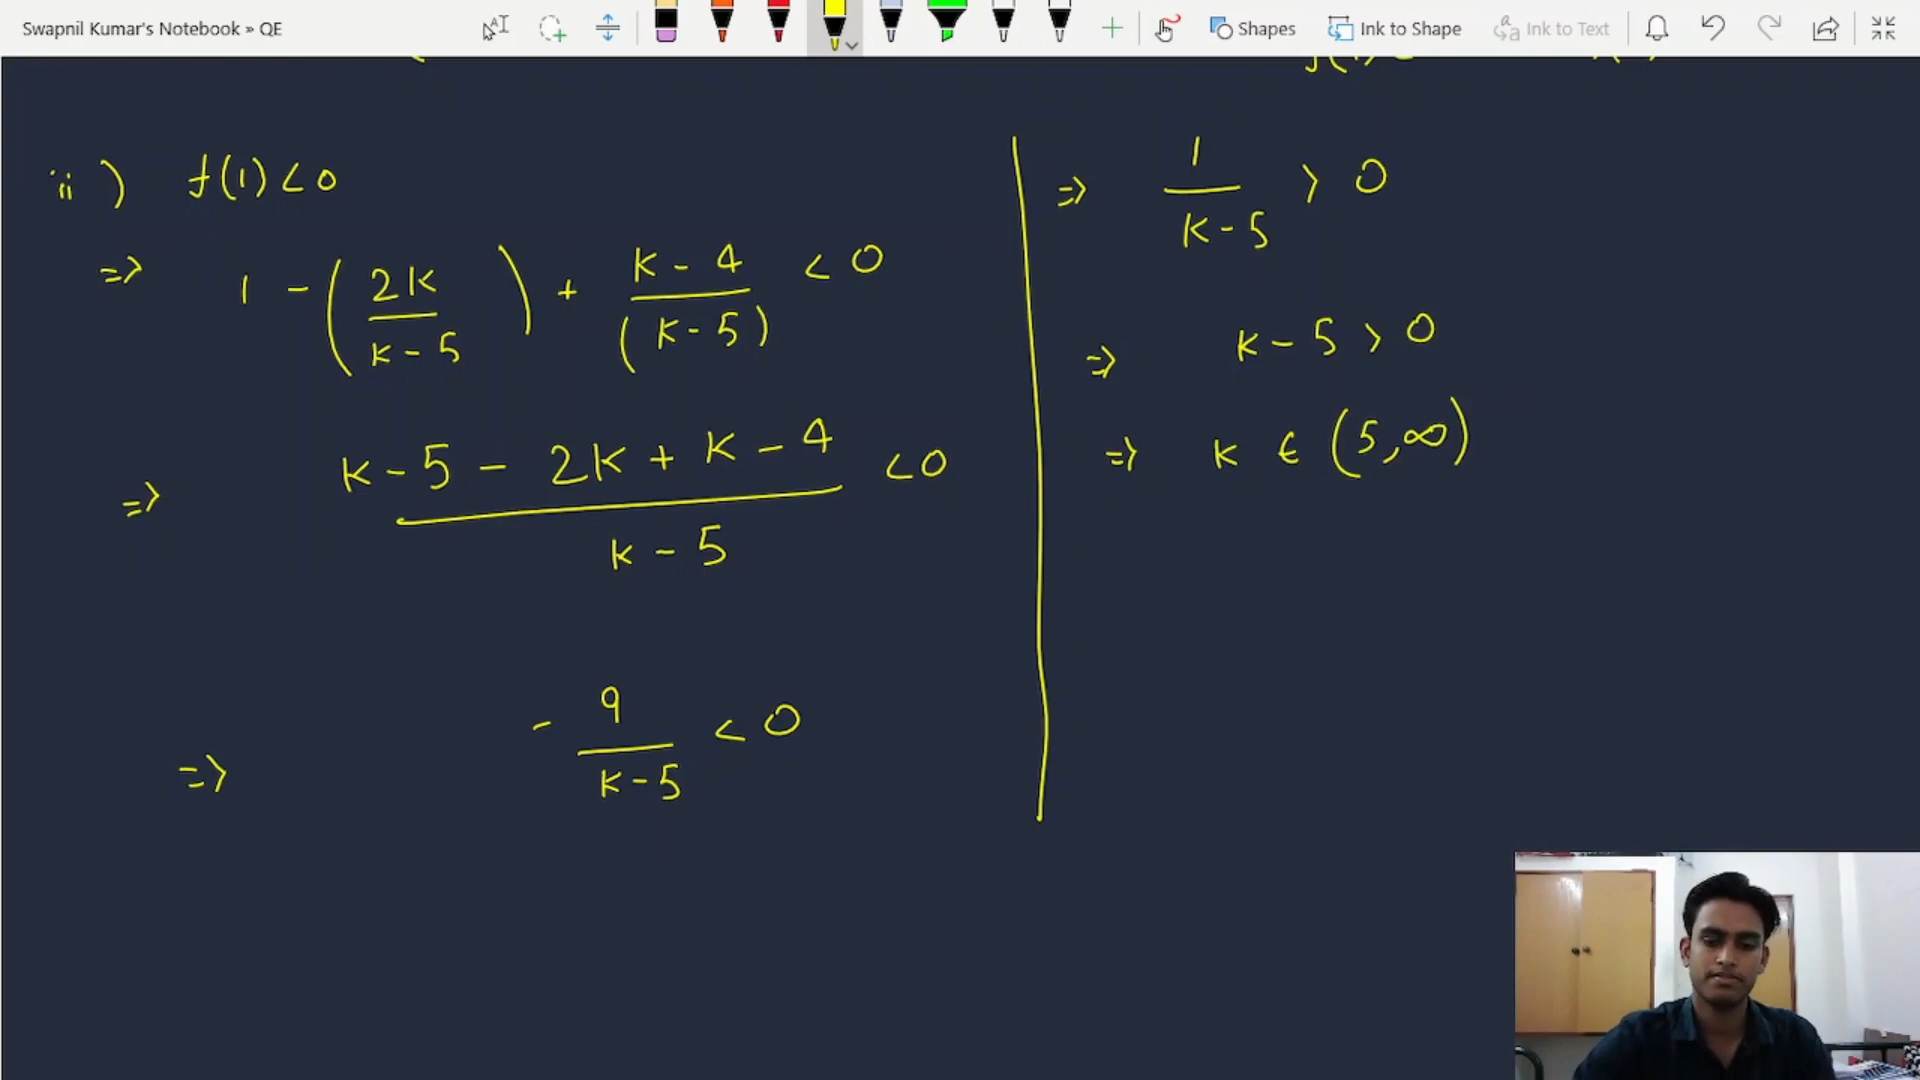 Swapnil Kumar's Notebook » QE
Shapes
Ink to Shape
Ink to Text
ii) f(1) < 0
=> 1 - (2k/k-5) + k-4/(k-5) < 0
=> k-5-2k+k-4/k-5 < 0
=> -9/k-5 < 0
=> 1/k-5 > 0
=> k-5 > 0
=> k ∈ (5,∞)